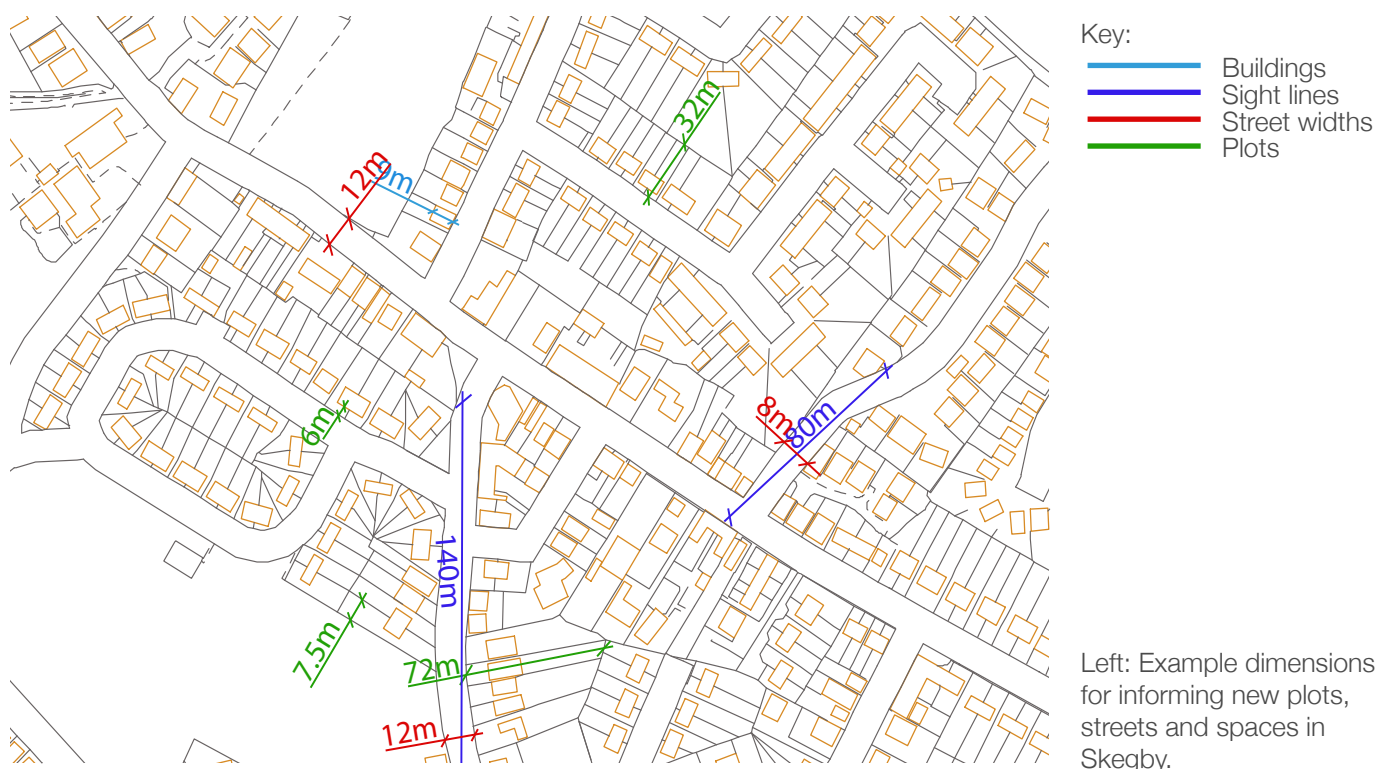 Key:
Buildings
Sight lines
Street widths
Plots
32m
12m
9m
6m
8m
80m
140m
7.5m
72m
12m
Left: Example dimensions
for informing new plots,
streets and spaces in
Skegby.